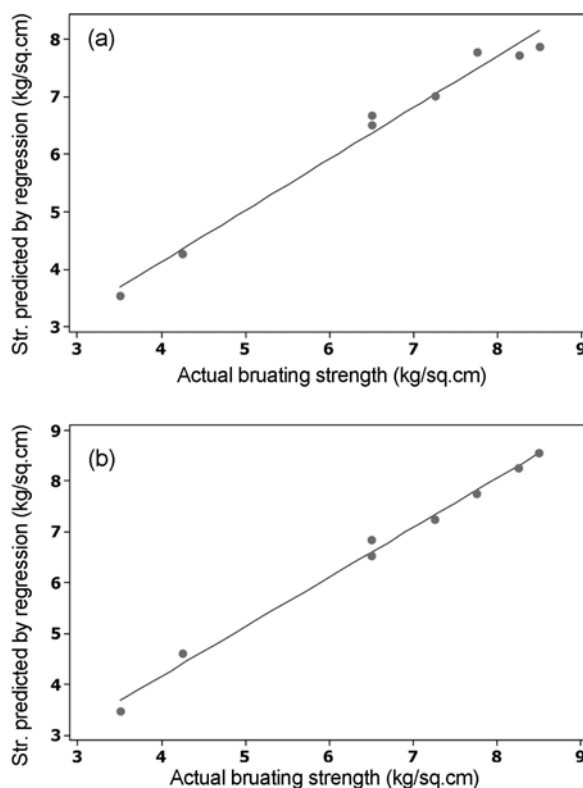 (a)
Str. predicted by regression (kg/sq.cm)
8
7
6
5
4
3
3 4 5 6 7 8 9
Actual bruating strength (kg/sq.cm)
(b)
Str. predicted by regression (kg/sq.cm)
9
8
7
6
5
4
3
3 4 5 6 7 8 9
Actual bruating strength (kg/sq.cm)